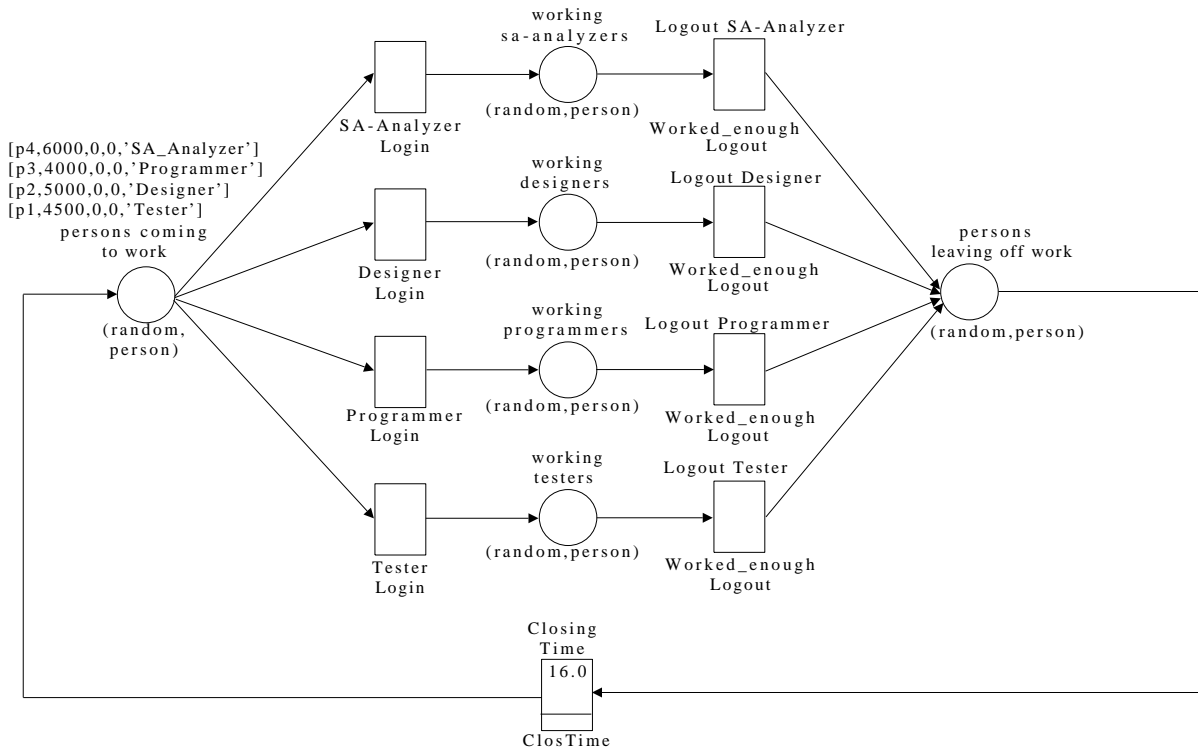 working
sa-analyzers
Logout SA-Analyzer
(random,person)
SA-Analyzer
Login
Worked_enough
Logout
[p4,6000,0,0,'SA_Analyzer']
[p3,4000,0,0,'Programmer']
[p2,5000,0,0,'Designer']
[p1,4500,0,0,'Tester']
persons coming
to work
(random,
person)
working
designers
Logout Designer
(random,person)
Designer
Login
Worked_enough
Logout
persons
leaving off work
(random,person)
working
programmers
Logout Programmer
(random,person)
Programmer
Login
Worked_enough
Logout
working
testers
Logout Tester
(random,person)
Tester
Login
Worked_enough
Logout
Closing
Time
16.0
ClosTime